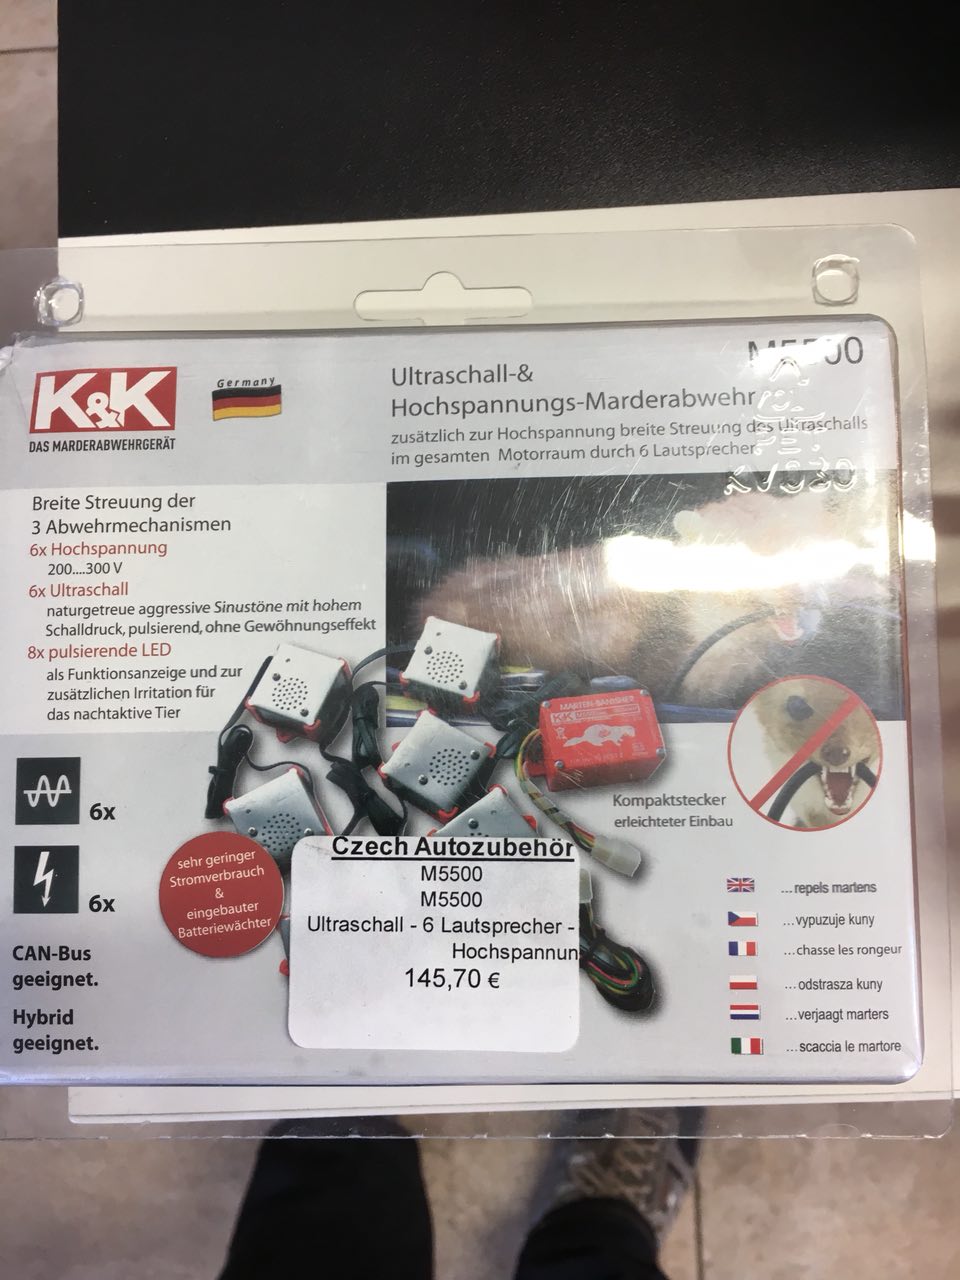 K&K
DAS MARDERABWEHRGERÄT
Germany
M5500
Ultraschall-&
Hochspannungs-Marderabwehr
zusätzlich zur Hochspannung breite Streuung des Ultraschalls
im gesamten Motorraum durch 6 Lautsprecher
Breite Streuung der
3 Abwehrmechanismen
6x Hochspannung
200....300 V
6x Ultraschall
naturgetreue aggressive Sinustöne mit hohem
Schalldruck, pulsierend, ohne Gewöhnungseffekt
8x pulsierende LED
als Funktionsanzeige und zur
zusätzlichen Irritation für
das nachtaktive Tier
MARTEN-BANISHER
K&K
Kompaktstecker
erleichteter Einbau
6x
6x
sehr geringer
Stromverbrauch
&
eingebauter
Batteriewächter
CAN-Bus
geeignet.
Hybrid
geeignet.
Czech Autozubehör
M5500
M5500
Ultraschall - 6 Lautsprecher -
Hochspannun
145,70 €
...repels martens
...vypuzuje kuny
...chasse les rongeur
...odstrasza kuny
...verjaagt marters
...scaccia le martore